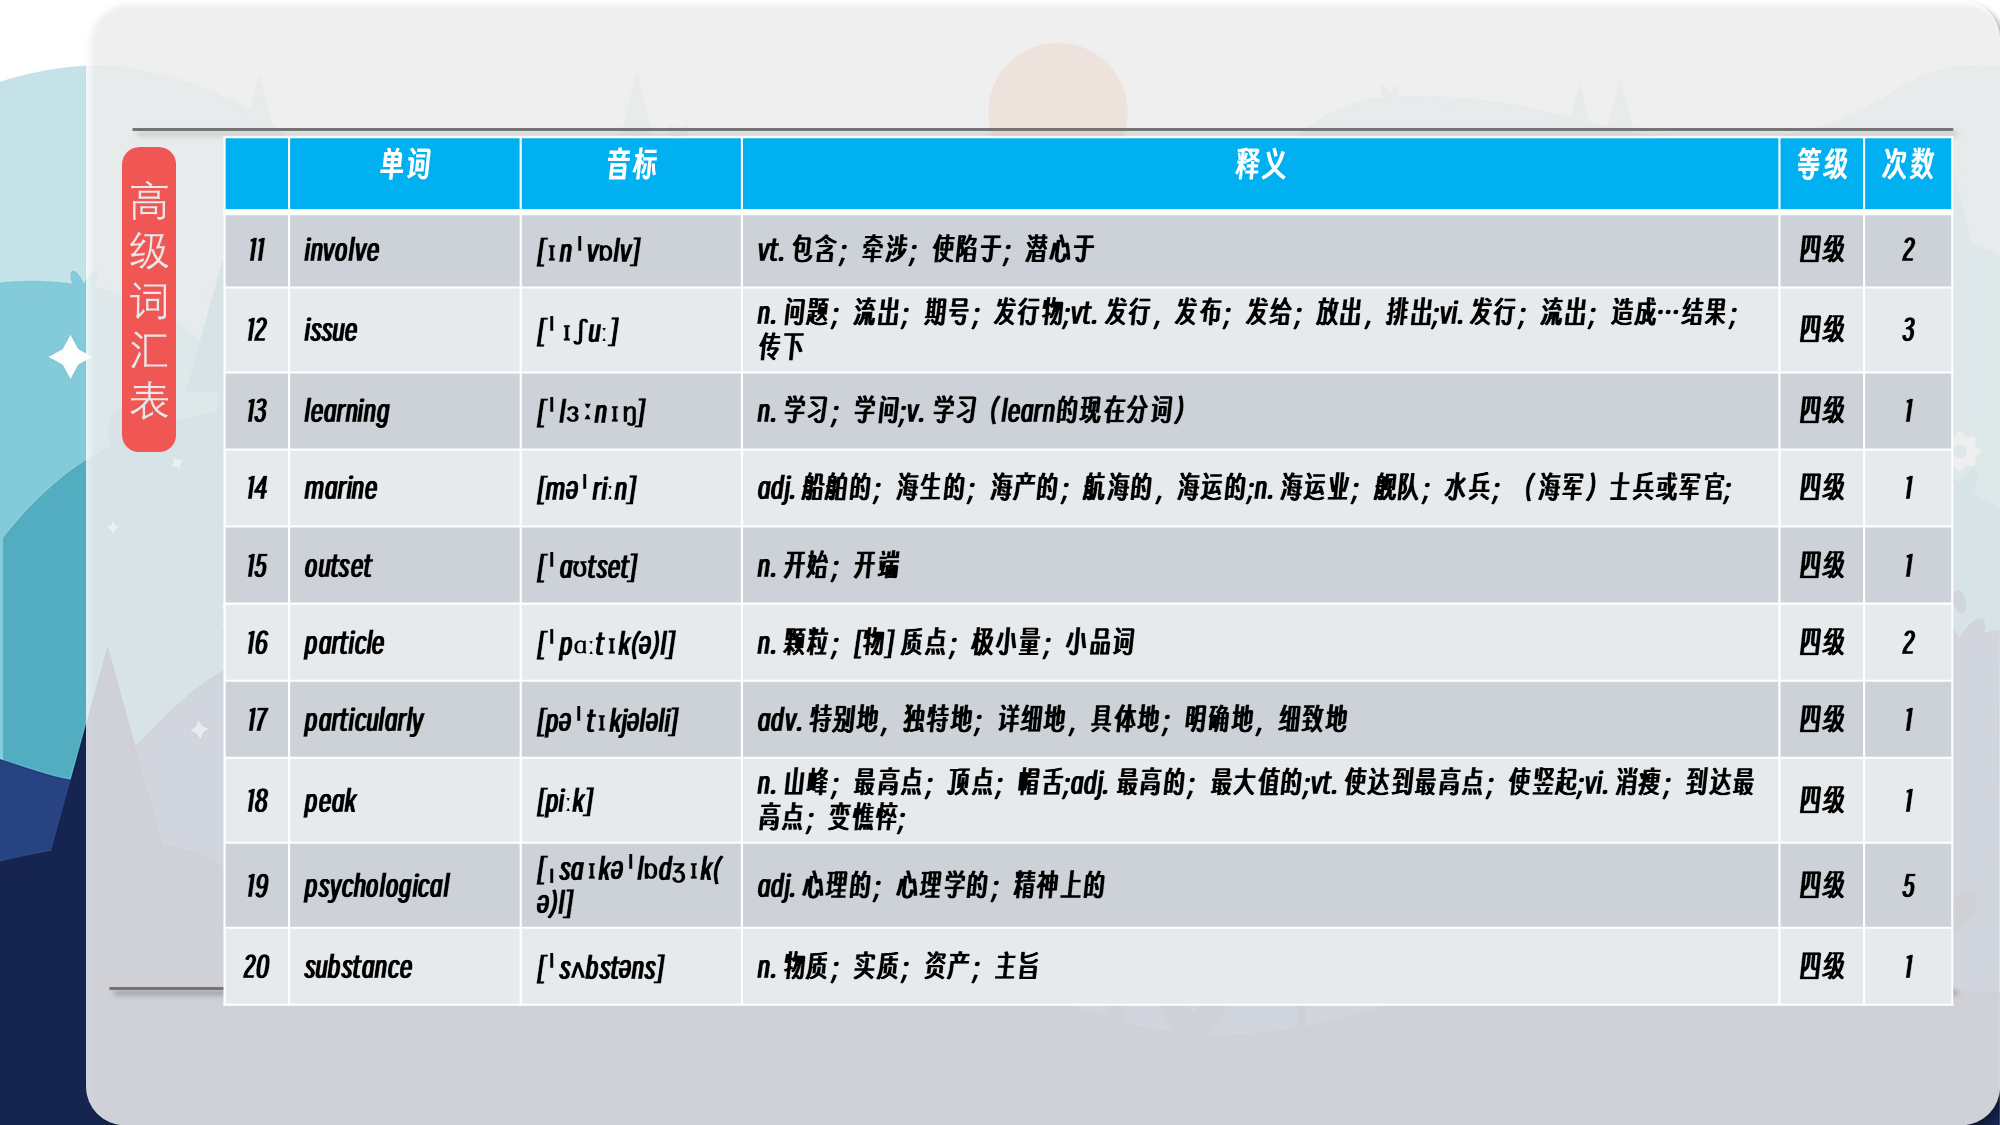 高级词汇表
单词 音标 释义 等级 次数
11 involve [ɪnˈvɒlv] vt. 包含；牵涉；使陷于；潜心于 四级 2
12 issue [ˈɪʃuː] n. 问题；流出；期号；发行物;vt. 发行，发布；发给；放出，排出;vi. 发行；流出；造成…结果；
传下 四级 3
13 learning [ˈlɜːnɪŋ] n. 学习；学问;v. 学习（learn的现在分词） 四级 1
14 marine [məˈriːn] adj. 船舶的；海生的；海产的；航海的，海运的;n. 海运业；舰队；水兵；（海军）士兵或军官; 四级 1
15 outset [ˈaʊtset] n. 开始；开端 四级 1
16 particle [ˈpɑːtɪk(ə)l] n. 颗粒；[物] 质点；极小量；小品词 四级 2
17 particularly [pəˈtɪkjələli] adv. 特别地，独特地；详细地，具体地；明确地，细致地 四级 1
18 peak [piːk] n. 山峰；最高点；顶点；帽舌;adj. 最高的；最大值的;vt. 使达到最高点；使竖起;vi. 消瘦；到达最
高点；变憔悴; 四级 1
19 psychological [ˌsaɪkəˈlɒdʒɪk(
ə)l] adj. 心理的；心理学的；精神上的 四级 5
20 substance [ˈsʌbstəns] n. 物质；实质；资产；主旨 四级 1